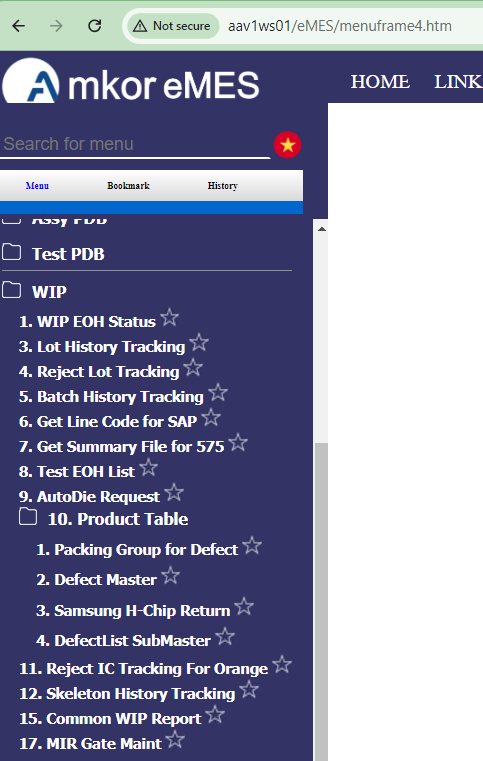 Not secure
aav1ws01/eMES/menuframe4.htm
Amkor eMES
HOME LINK
Search for menu
Menu Bookmark History
Assy PDB
Test PDB
WIP
1. WIP EOH Status
3. Lot History Tracking
4. Reject Lot Tracking
5. Batch History Tracking
6. Get Line Code for SAP
7. Get Summary File for 575
8. Test EOH List
9. AutoDie Request
10. Product Table
1. Packing Group for Defect
2. Defect Master
3. Samsung H-Chip Return
4. DefectList SubMaster
11. Reject IC Tracking For Orange
12. Skeleton History Tracking
15. Common WIP Report
17. MIR Gate Maint